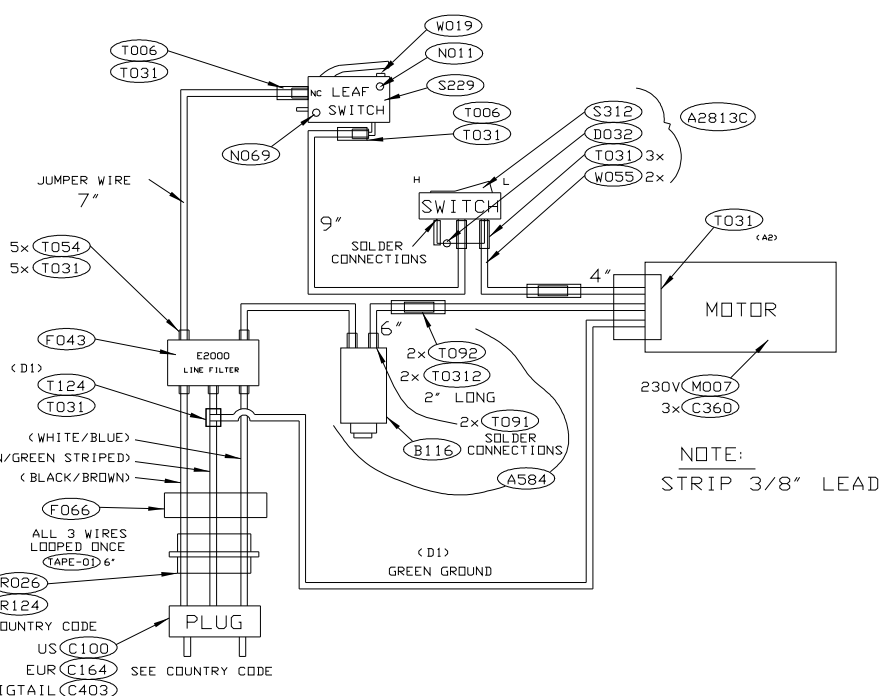 W019
T006
N011
T031
NC LEAF
SWITCH
S229
T006
T031
S312
D032
A2813C
T031 3x
W055 2x
N069
JUMPER WIRE
7"
H
L
SWITCH
9"
SOLDER
CONNECTIONS
T031
(A2)
5x T054
5x T031
4"
MOTOR
F043
E2000
LINE FILTER
6"
2x T092
2x T0312
2" LONG
(D1)
T124
T031
230V M007
3x C360
2x T091
SOLDER
CONNECTIONS
B116
A584
(WHITE/BLUE)
/GREEN STRIPED)
(BLACK/BROWN)
NOTE:
STRIP 3/8" LEAD
F066
ALL 3 WIRES
LOOPED ONCE
TAPE-01 6"
(D1)
GREEN GROUND
R026
R124
OUNTRY CODE
PLUG
US C100
EUR C164
SEE COUNTRY CODE
IGTAIL C403